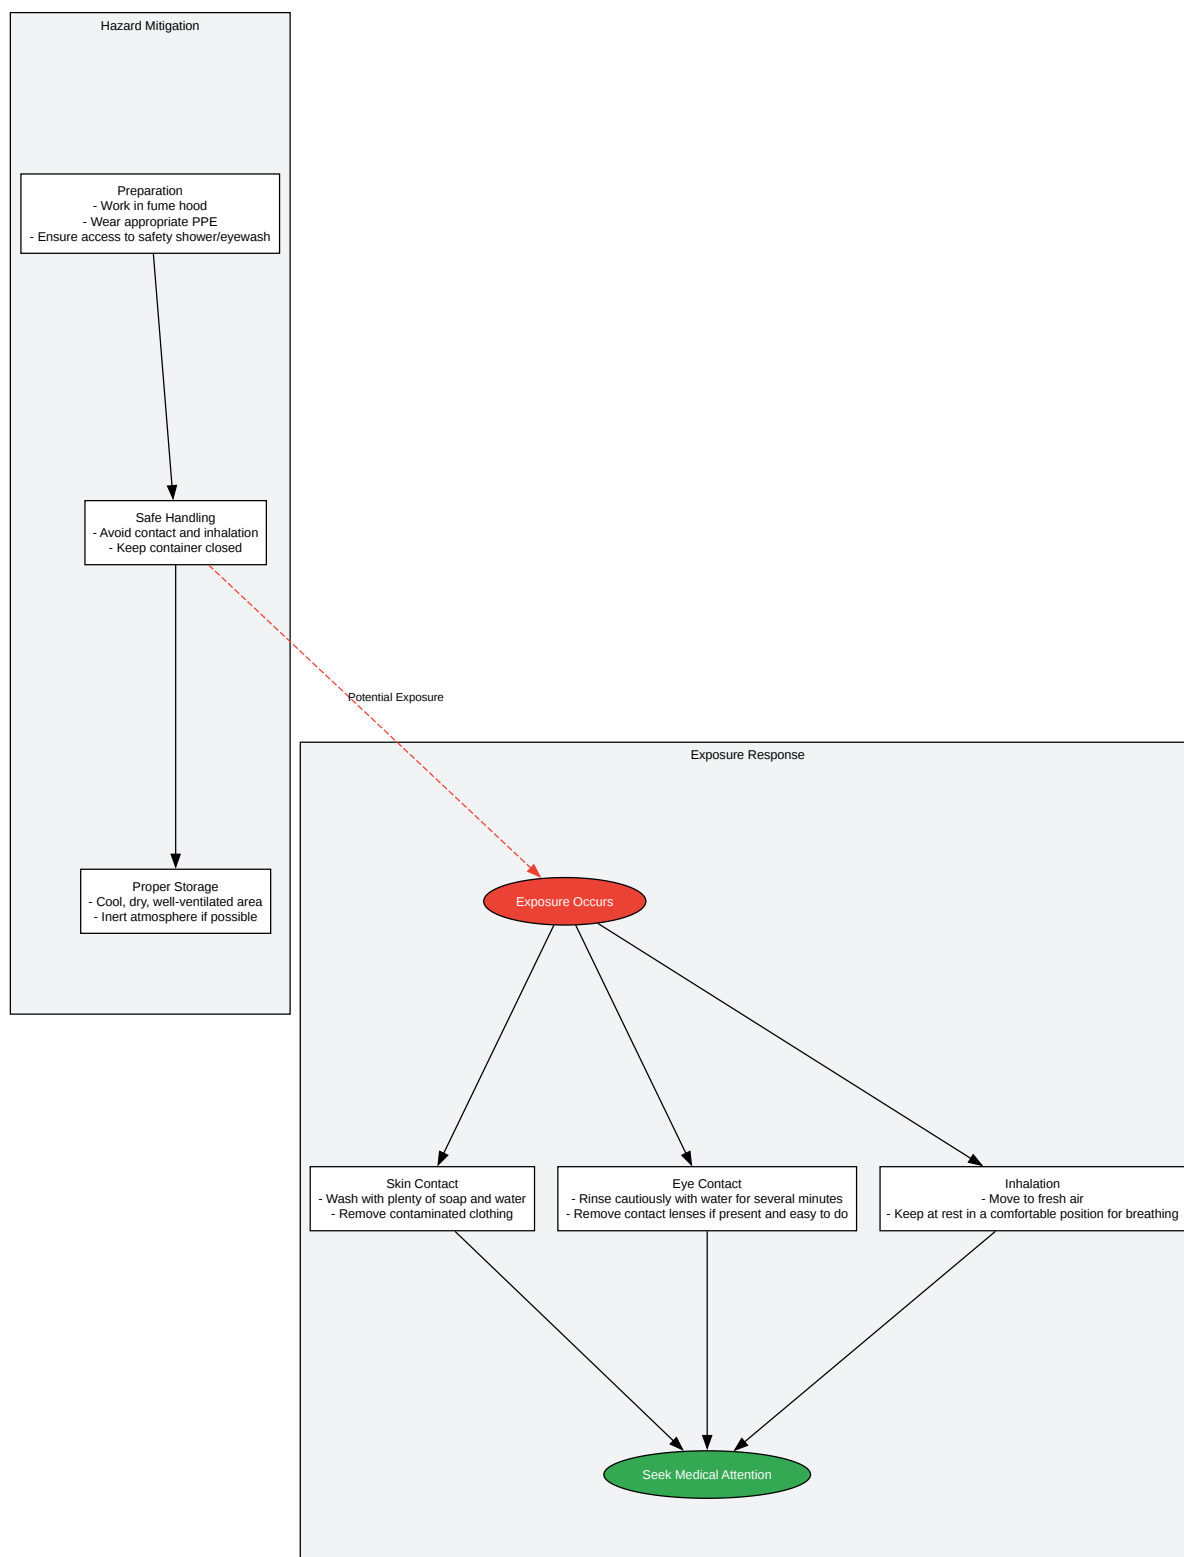 Hazard Mitigation
Preparation
- Work in fume hood
- Wear appropriate PPE
- Ensure access to safety shower/eyewash
Safe Handling
- Avoid contact and inhalation
- Keep container closed
Potential Exposure
Exposure Response
Proper Storage
- Cool, dry, well-ventilated area
- Inert atmosphere if possible
Exposure Occurs
Skin Contact
- Wash with plenty of soap and water
- Remove contaminated clothing
Eye Contact
- Rinse cautiously with water for several minutes
- Remove contact lenses if present and easy to do
Inhalation
- Move to fresh air
- Keep at rest in a comfortable position for breathing
Seek Medical Attention